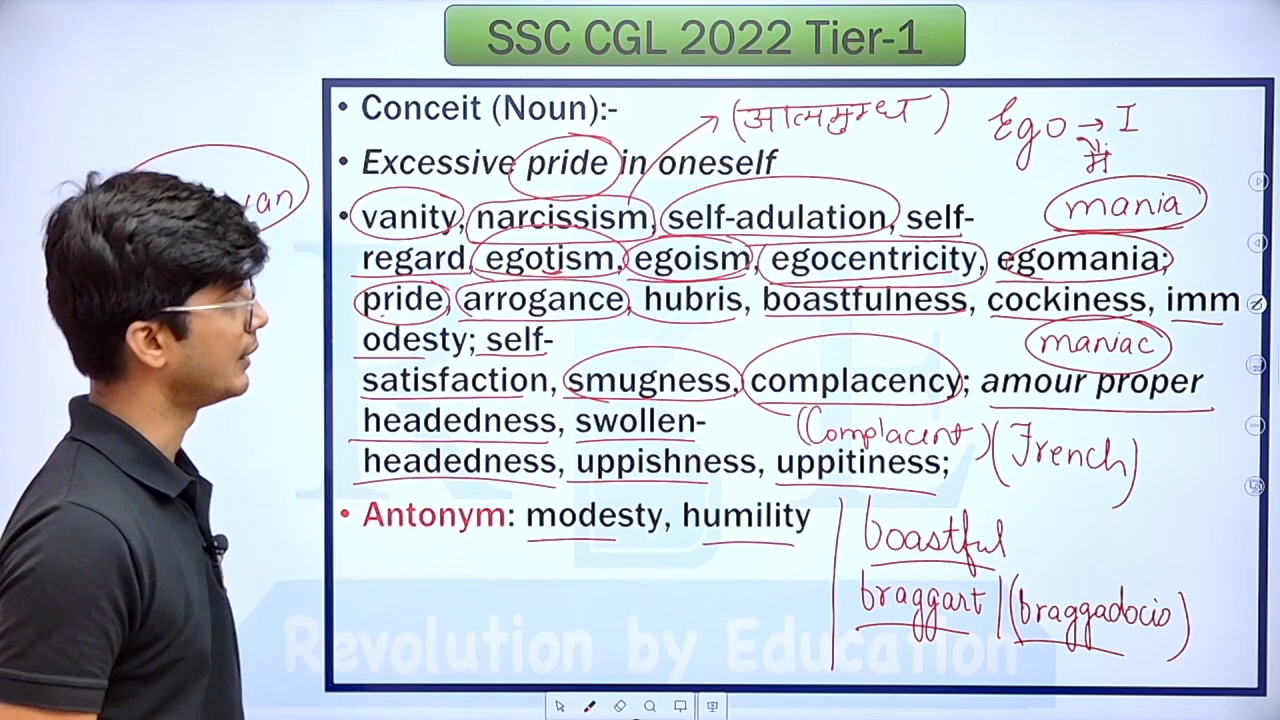 SSC CGL 2022 Tier-1
• Conceit (Noun):-
(आत्ममुग्ध)
Ego → I
मैं
• Excessive pride in oneself
• vanity, narcissism, self-adulation, self-
mania
regard, egotism, egoism, egocentricity, egomania;
pride, arrogance, hubris, boastfulness, cockiness, imm
odesty; self-
maniac
satisfaction, smugness, complacency; amour proper
headedness, swollen-
(Complacent)
(French)
headedness, uppishness, uppitiness;
• Antonym: modesty, humility
boastful
braggart | (braggadocio)
Revolution by Education